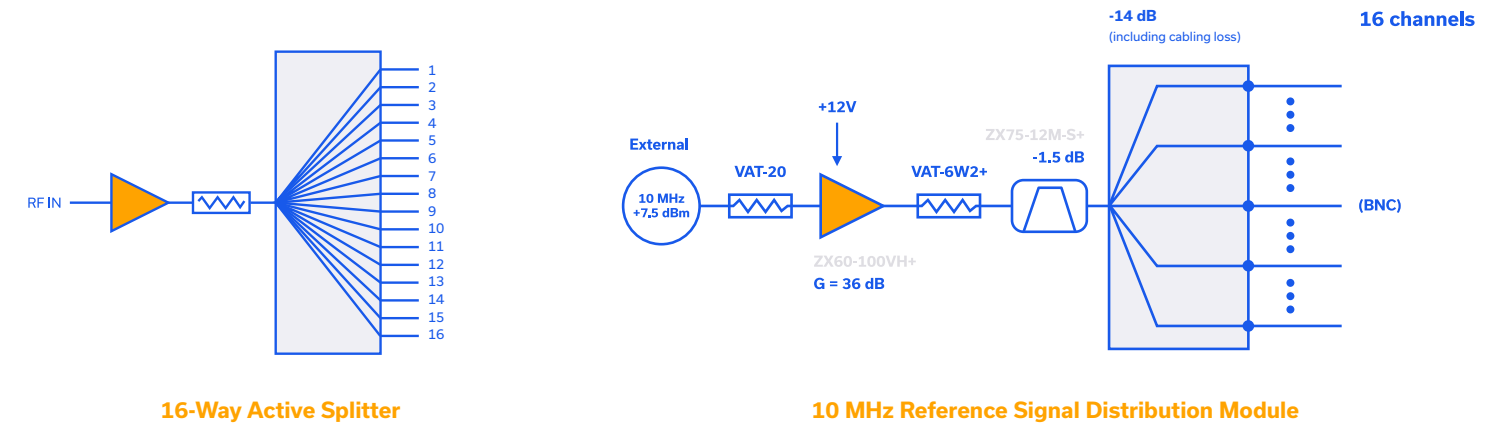 RF IN
1
2
3
4
5
6
7
8
9
10
11
12
13
14
15
16
16-Way Active Splitter
External
10 MHz
+7.5 dBm
VAT-20
+12V
ZX60-100VH+
G = 36 dB
VAT-6W2+
ZX75-12M-S+
-1.5 dB
-14 dB
(including cabling loss)
16 channels
(BNC)
10 MHz Reference Signal Distribution Module